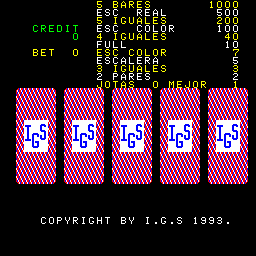 5 BARES 1000
ESC REAL 500
5 IGUALES 200
CREDIT ESC COLOR 100
0 4 IGUALES 40
FULL 10
BET 0 ESC COLOR 7
ESCALERA 5
3 IGUALES 3
2 PARES 2
JOTAS O MEJOR 1
IGS IGS IGS IGS IGS
COPYRIGHT BY I.G.S 1993.